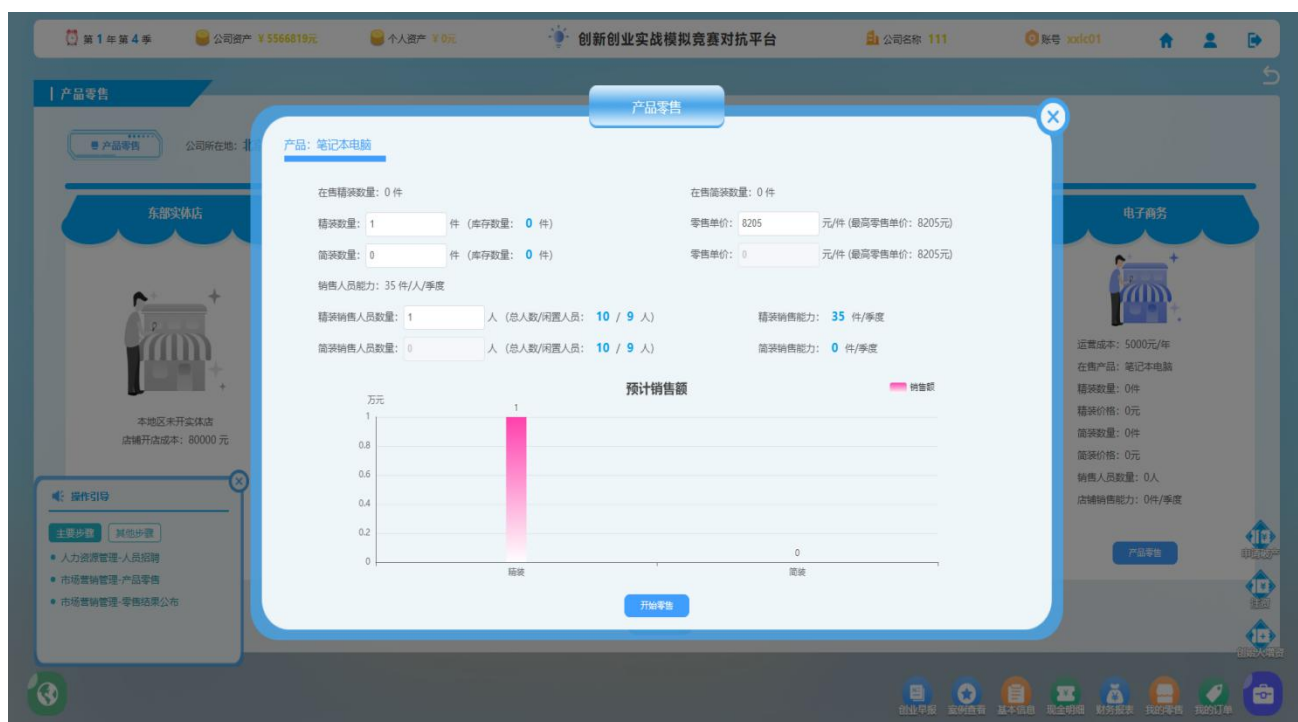 第 1 年 第 4 季
公司资产 ¥ 5566819元
个人资产 ¥ 0元
创新创业实战模拟竞赛对抗平台
公司名称 111
账号 xxlc01
产品零售
产品零售
公司所在地：北
产品零售
产品：笔记本电脑
在售精装数量：0 件
在售简装数量：0 件
精装数量： 1 件（库存数量： 0 件）
零售单价： 8205 元/件 (最高零售单价：8205元)
简装数量： 0 件（库存数量： 0 件）
零售单价： 0 元/件 (最高零售单价：8205元)
销售人员能力：35 件/人/季度
精装销售人员数量： 1 人（总人数/闲置人员： 10 / 9 人）
精装销售能力： 35 件/季度
简装销售人员数量： 0 人（总人数/闲置人员： 10 / 9 人）
简装销售能力： 0 件/季度
预计销售额
销售额
万元
1
1
0.8
0.6
0.4
0.2
0
0
精装
简装
开始零售
东部实体店
本地区未开实体店
店铺开店成本：80000 元
电子商务
运营成本：5000元/年
在售产品：笔记本电脑
精装数量：0件
精装价格：0元
简装数量：0件
简装价格：0元
销售人员数量：0人
店铺销售能力：0件/季度
产品零售
操作引导
主要步骤
其他步骤
人力资源管理-人员招聘
市场营销管理-产品零售
市场营销管理-零售结果公布
申请破产
注资
创业早报
案例查看
基本信息
现金明细
财务报表
我的零售
我的订单